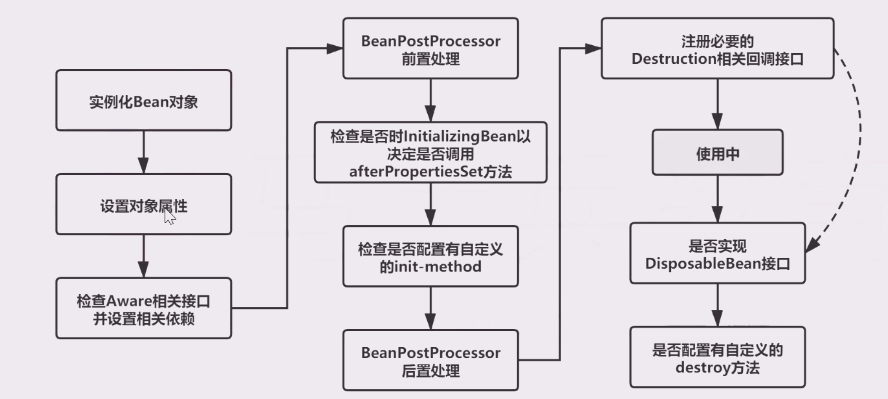 实例化Bean对象
设置对象属性
检查Aware相关接口
并设置相关依赖
BeanPostProcessor
前置处理
检查是否时InitializingBean以
决定是否调用
afterPropertiesSet方法
检查是否配置有自定义
的init-method
BeanPostProcessor
后置处理
注册必要的
Destruction相关回调接口
使用中
是否实现
DisposableBean接口
是否配置有自定义的
destroy方法